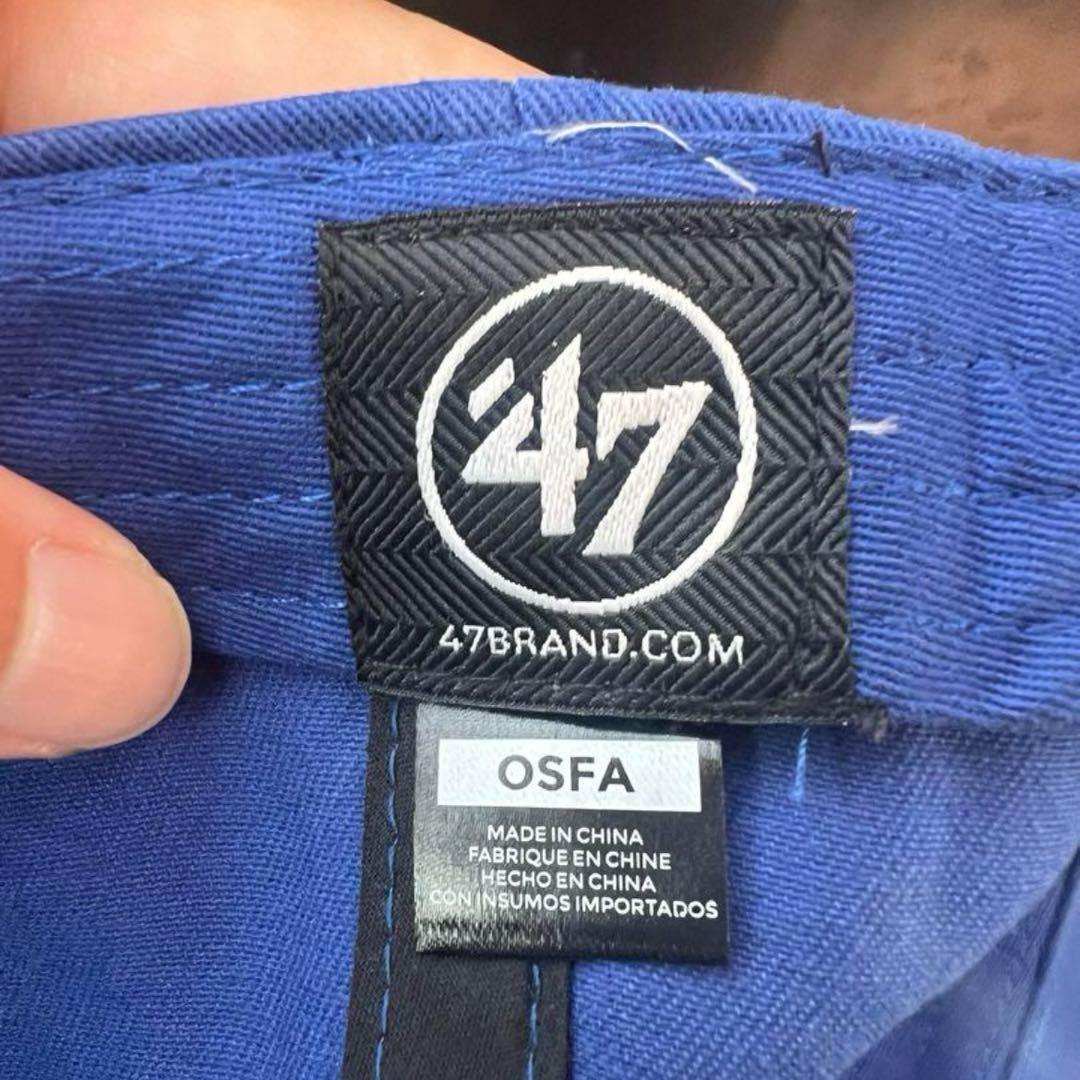 '47
47BRAND.COM
OSFA
MADE IN CHINA
FABRIQUE EN CHINE
HECHO EN CHINA
CON INSUMOS IMPORTADOS